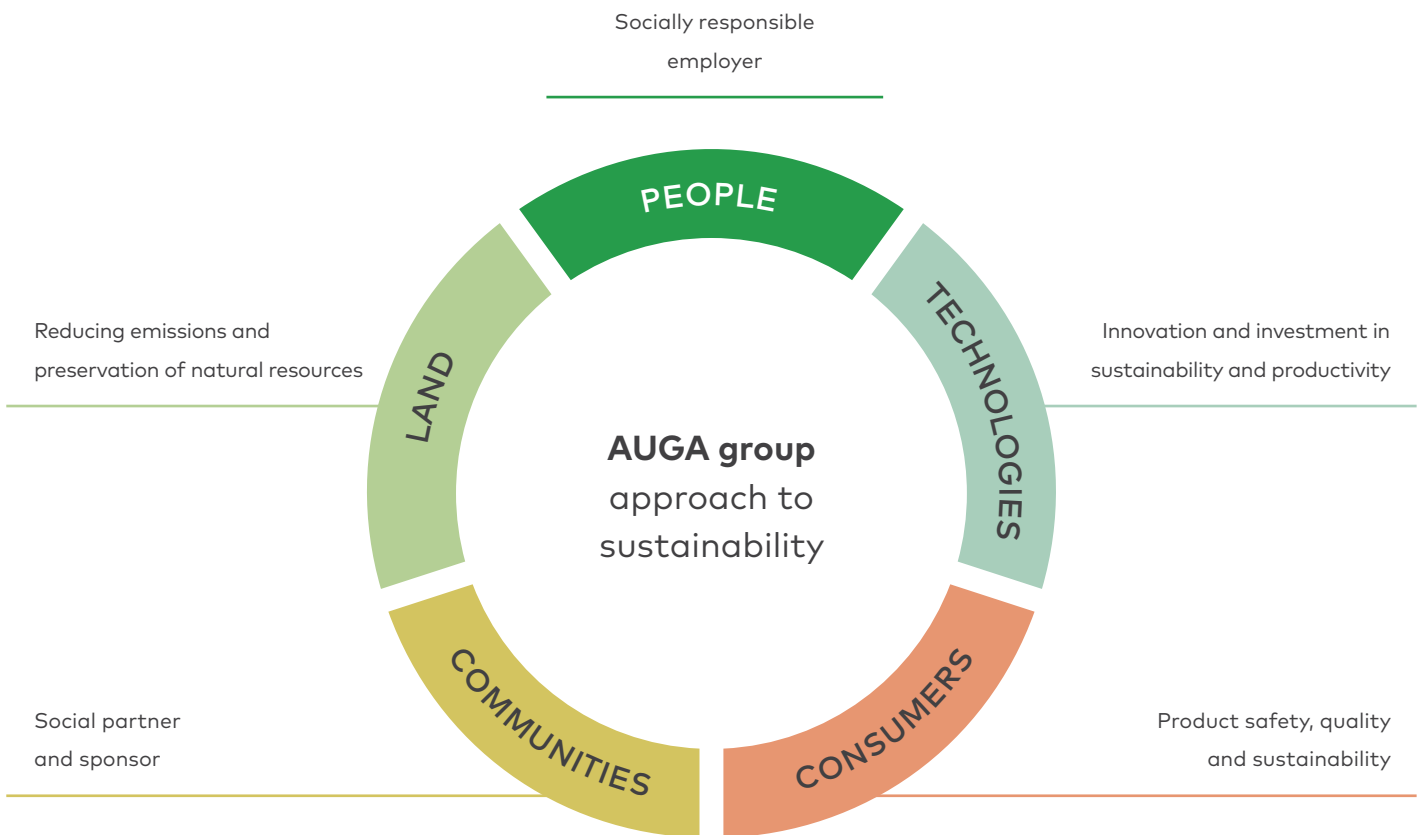 Socially responsible
employer
PEOPLE
TECHNOLOGIES
LAND
Reducing emissions and
preservation of natural resources
Innovation and investment in
sustainability and productivity
AUGA group
approach to
sustainability
COMMUNITIES
CONSUMERS
Social partner
and sponsor
Product safety, quality
and sustainability